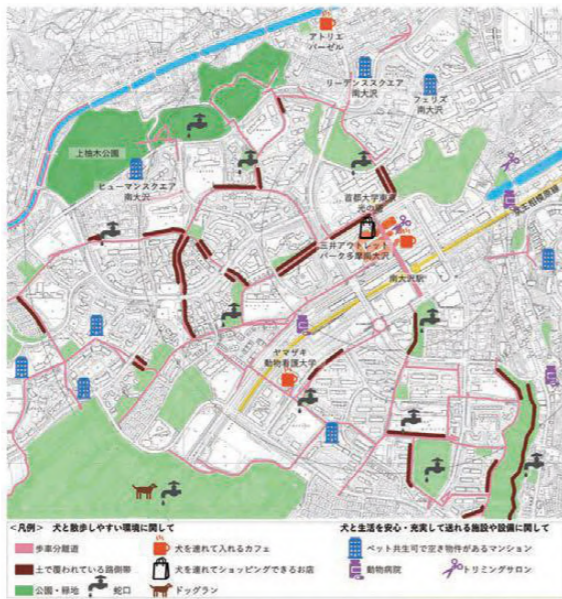 アトリエ
バーゼル
リーデンススクエア
南大沢
フェリズ
南大沢
上柚木公園
ヒューマンスクエア
南大沢
首都大学東京
光の塔
京王相模原線
三井アウトレット
パーク多摩南大沢
南大沢駅
ヤマザキ
動物看護大学
<凡例> 犬と散歩しやすい環境に関して
歩車分離道
土で覆われている路側帯
公園・緑地
蛇口
犬を連れて入れるカフェ
犬を連れてショッピングできるお店
ドッグラン
犬と生活を安心・充実して送れる施設や設備に関して
ペット共生可で空き物件があるマンション
動物病院
トリミングサロン